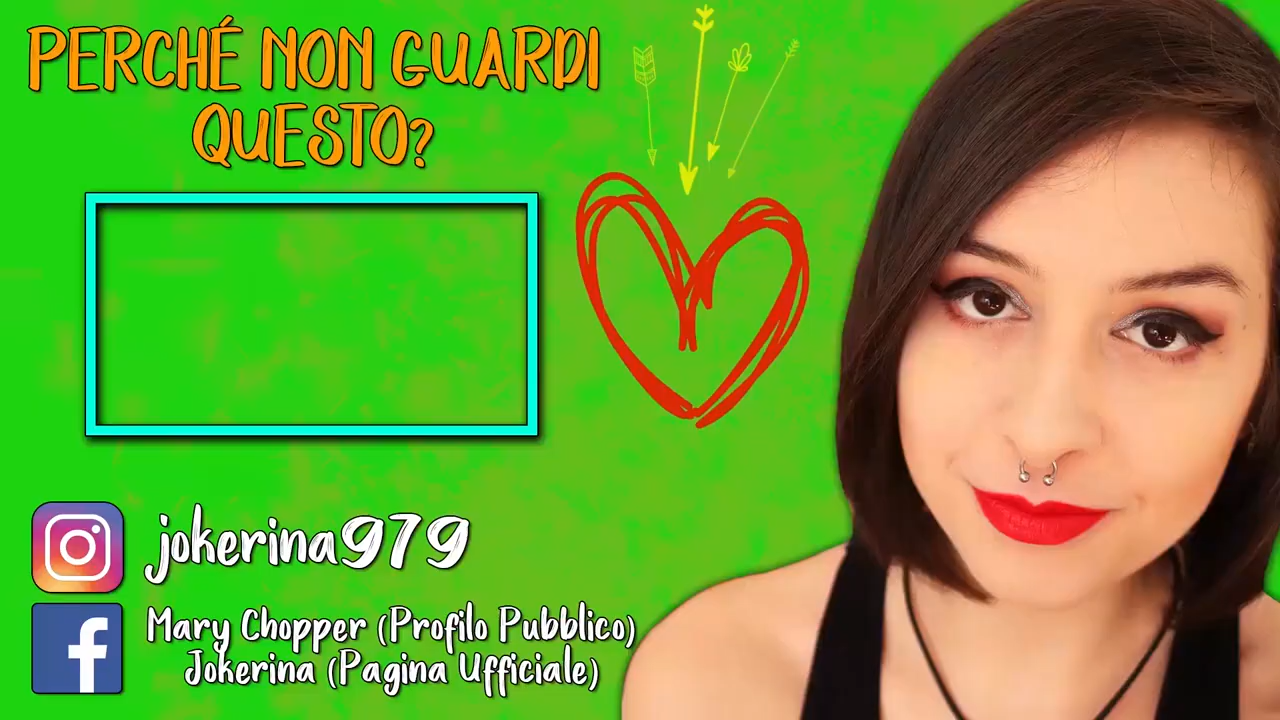 PERCHÉ NON GUARDI
QUESTO?
jokerina979
Mary Chopper (Profilo Pubblico)
Jokerina (Pagina Ufficiale)